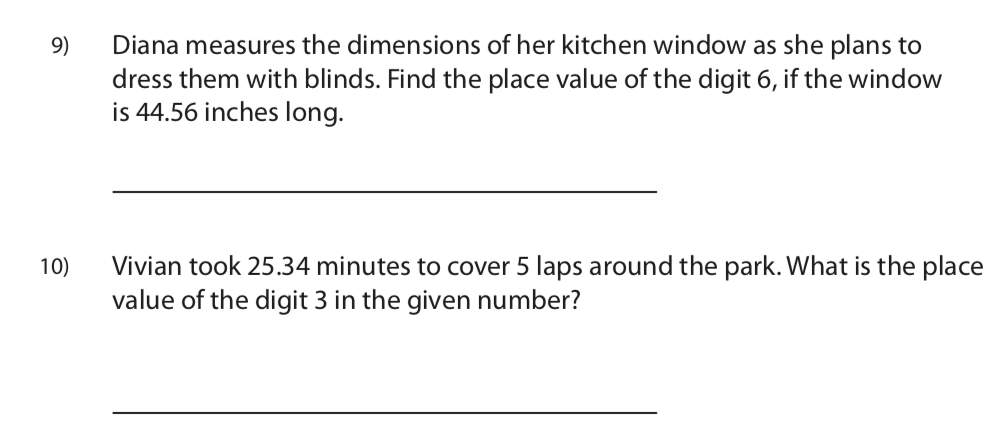 9) Diana measures the dimensions of her kitchen window as she plans to
dress them with blinds. Find the place value of the digit 6, if the window
is 44.56 inches long.
10) Vivian took 25.34 minutes to cover 5 laps around the park. What is the place
value of the digit 3 in the given number?